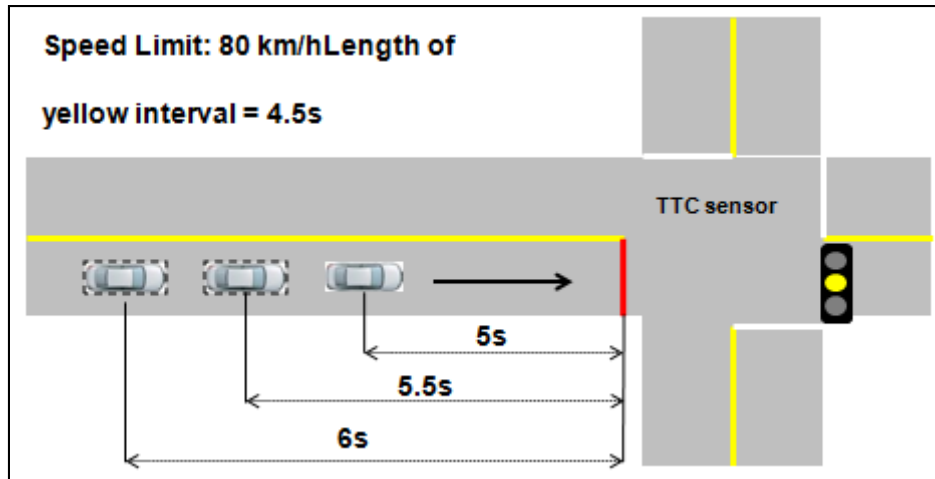 Speed Limit: 80 km/hLength of
yellow interval = 4.5s
TTC sensor
5s
5.5s
6s